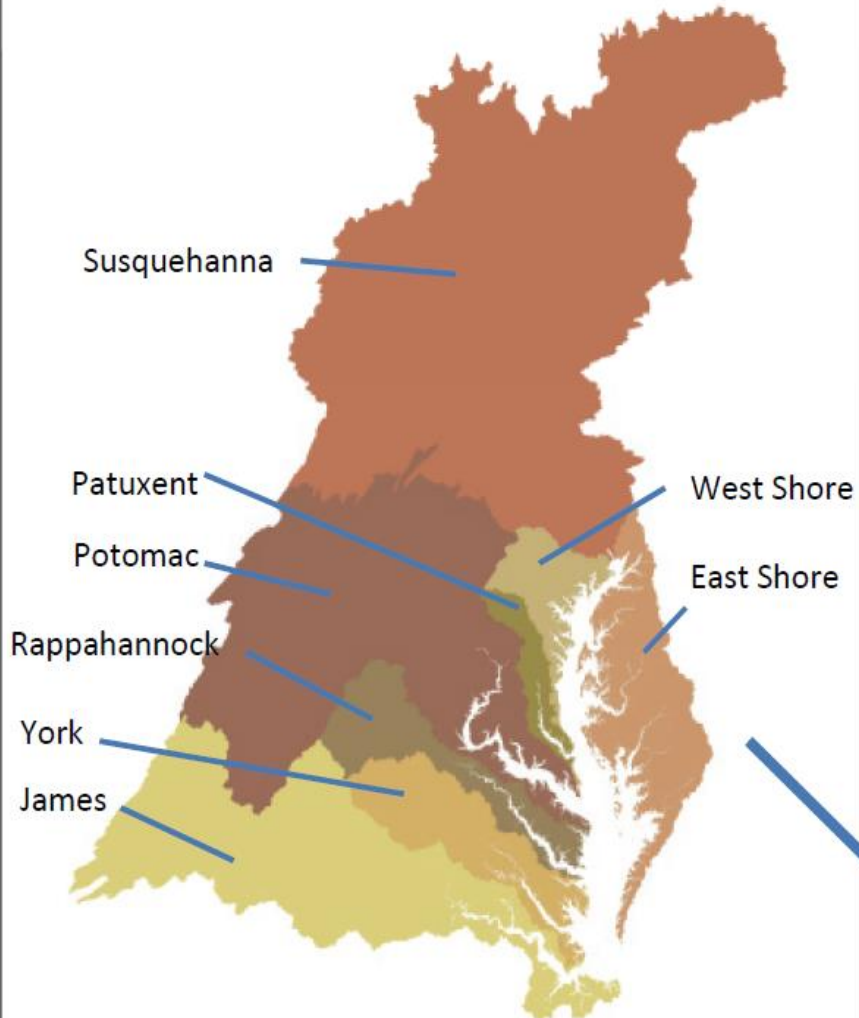 Susquehanna
Patuxent
West Shore
Potomac
East Shore
Rappahannock
York
James